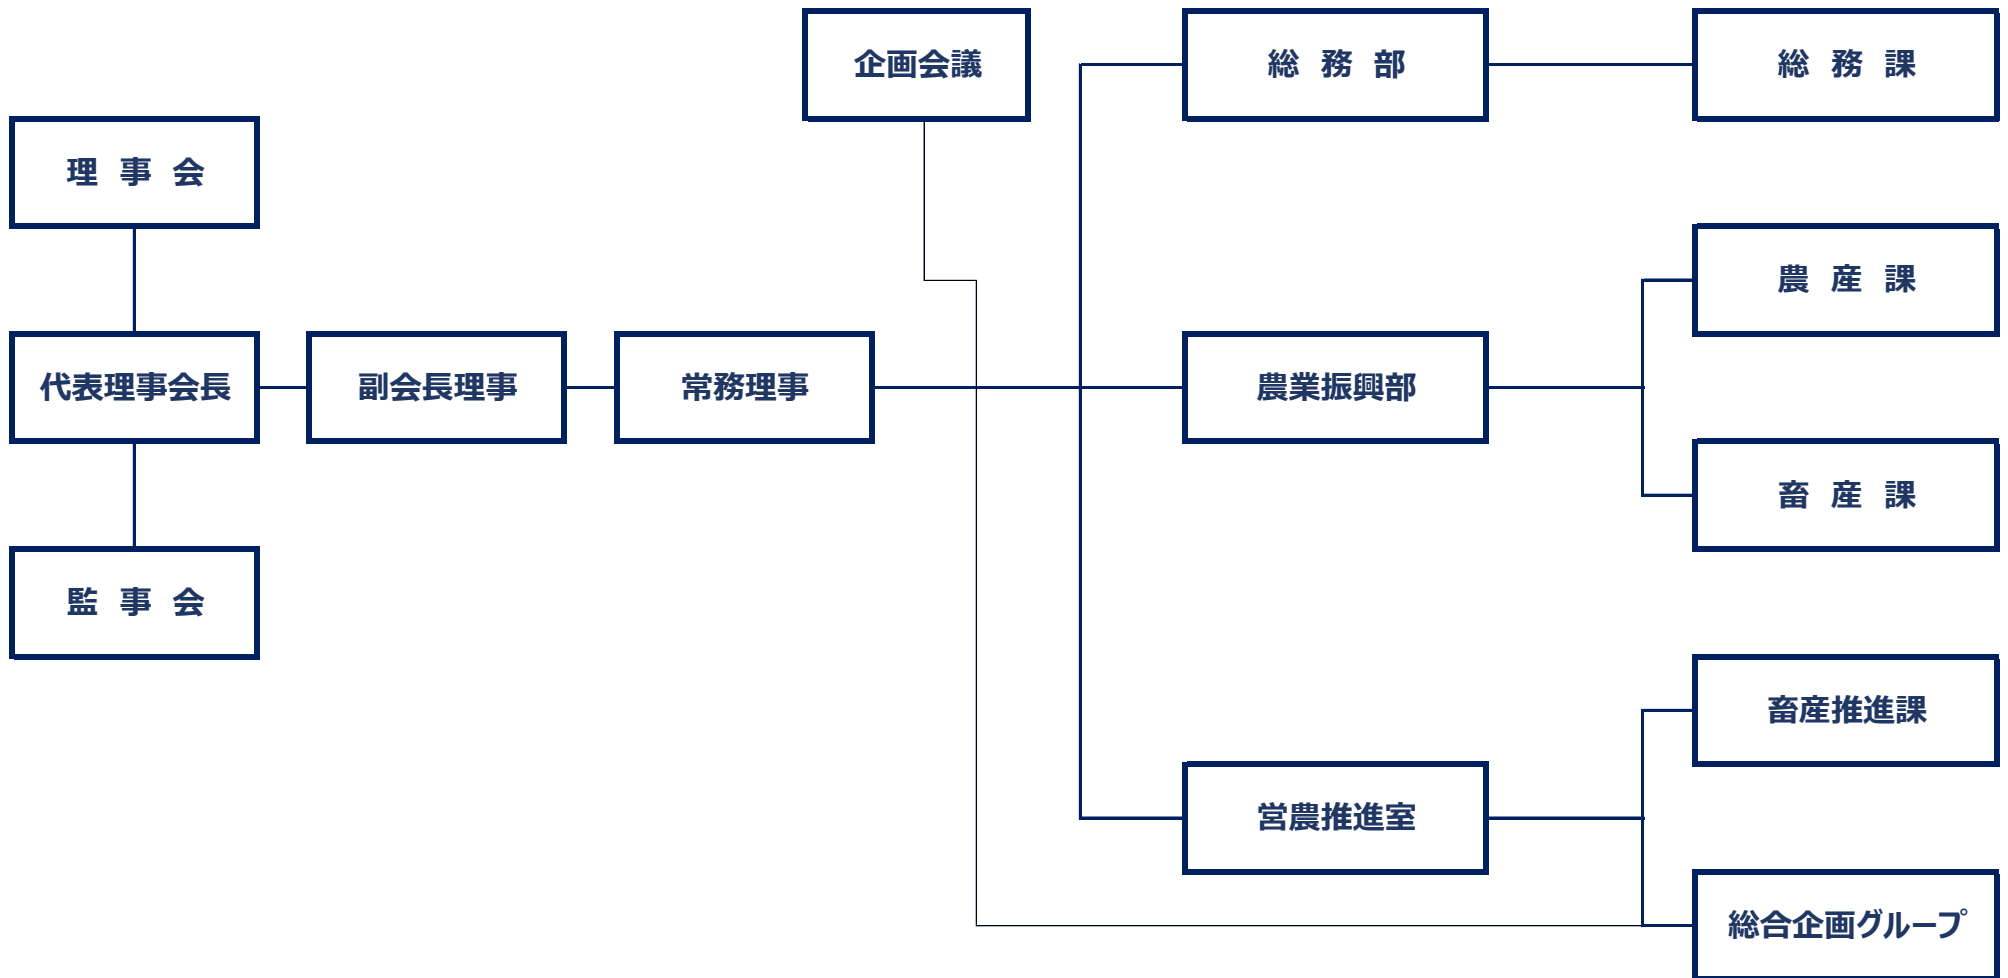 企画会議
総 務 部
総 務 課
理 事 会
農 産 課
代表理事会長
副会長理事
常務理事
農業振興部
畜 産 課
監 事 会
畜産推進課
営農推進室
総合企画グループ